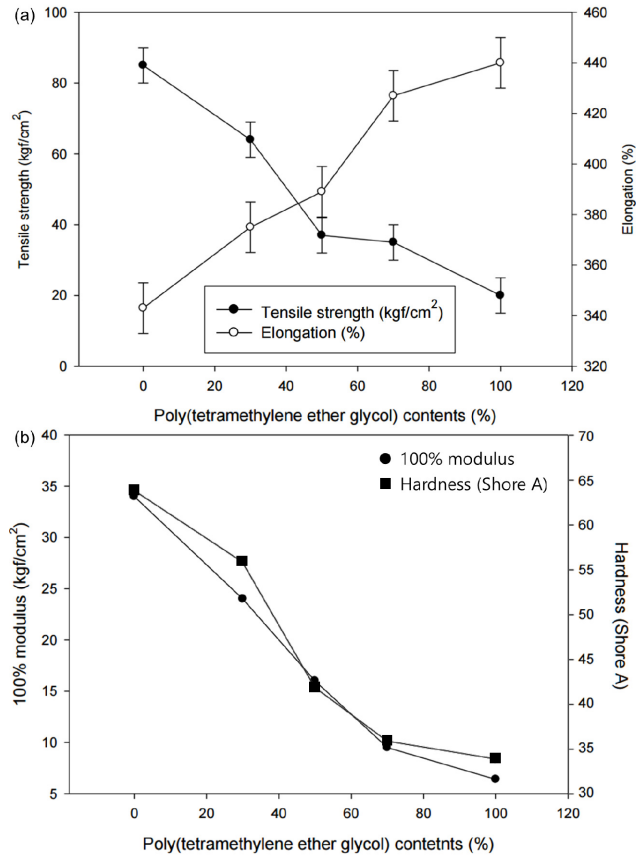 (a)
100
80
60
40
20
0
Tensile strength (kgf/cm²)
460
440
420
400
380
360
340
320
Elongation (%)
Tensile strength (kgf/cm²)
Elongation (%)
0 20 40 60 80 100 120
Poly(tetramethylene ether glycol) contents (%)
(b)
40
35
30
25
20
15
10
5
100% modulus (kgf/cm²)
70
65
60
55
50
45
40
35
30
Hardness (Shore A)
100% modulus
Hardness (Shore A)
0 20 40 60 80 100 120
Poly(tetramethylene ether glycol) contetnts (%)